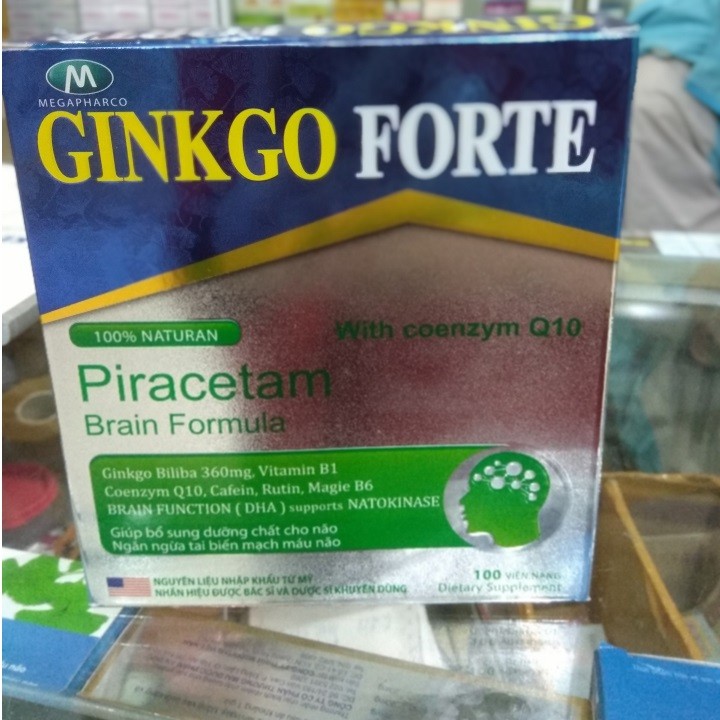 M
MEGAPHARCO
GINKGO FORTE
100% NATURAN
With coenzym Q10
Piracetam
Brain Formula
Ginkgo Biliba 360mg, Vitamin B1
Coenzym Q10, Cafein, Rutin, Magie B6
BRAIN FUNCTION ( DHA ) supports NATOKINASE
Giúp bổ sung dưỡng chất cho não
Ngăn ngừa tai biến mạch máu não
NGUYÊN LIỆU NHẬP KHẨU TỪ MỸ
NHÃN HIỆU ĐƯỢC BÁC SĨ VÀ DƯỢC SĨ KHUYÊN DÙNG
100 VIÊN NANG
Dietary Supplement